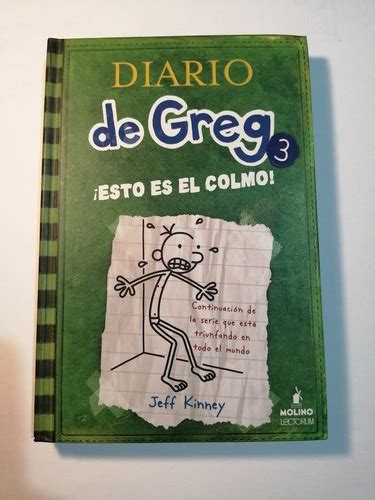 DIARIO
de Greg 3
¡ESTO ES EL COLMO!
Continuación de
la serie que está
triunfando en
todo el mundo
Jeff Kinney
MOLINO
LECTORUM